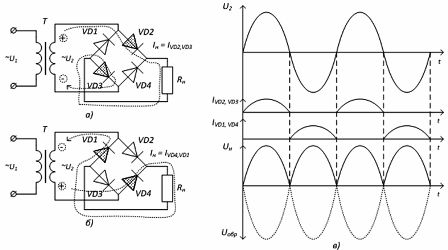 T
VD1
VD2
Iн = IVD2,VD3
~U1
~U2
Rн
VD3
VD4
а)
T
VD1
VD2
Iн = IVD4,VD1
~U1
~U2
Rн
VD3
VD4
б)
U2
t
IVD2, VD3
t
IVD1, VD4
t
Uн
t
Uобр
в)